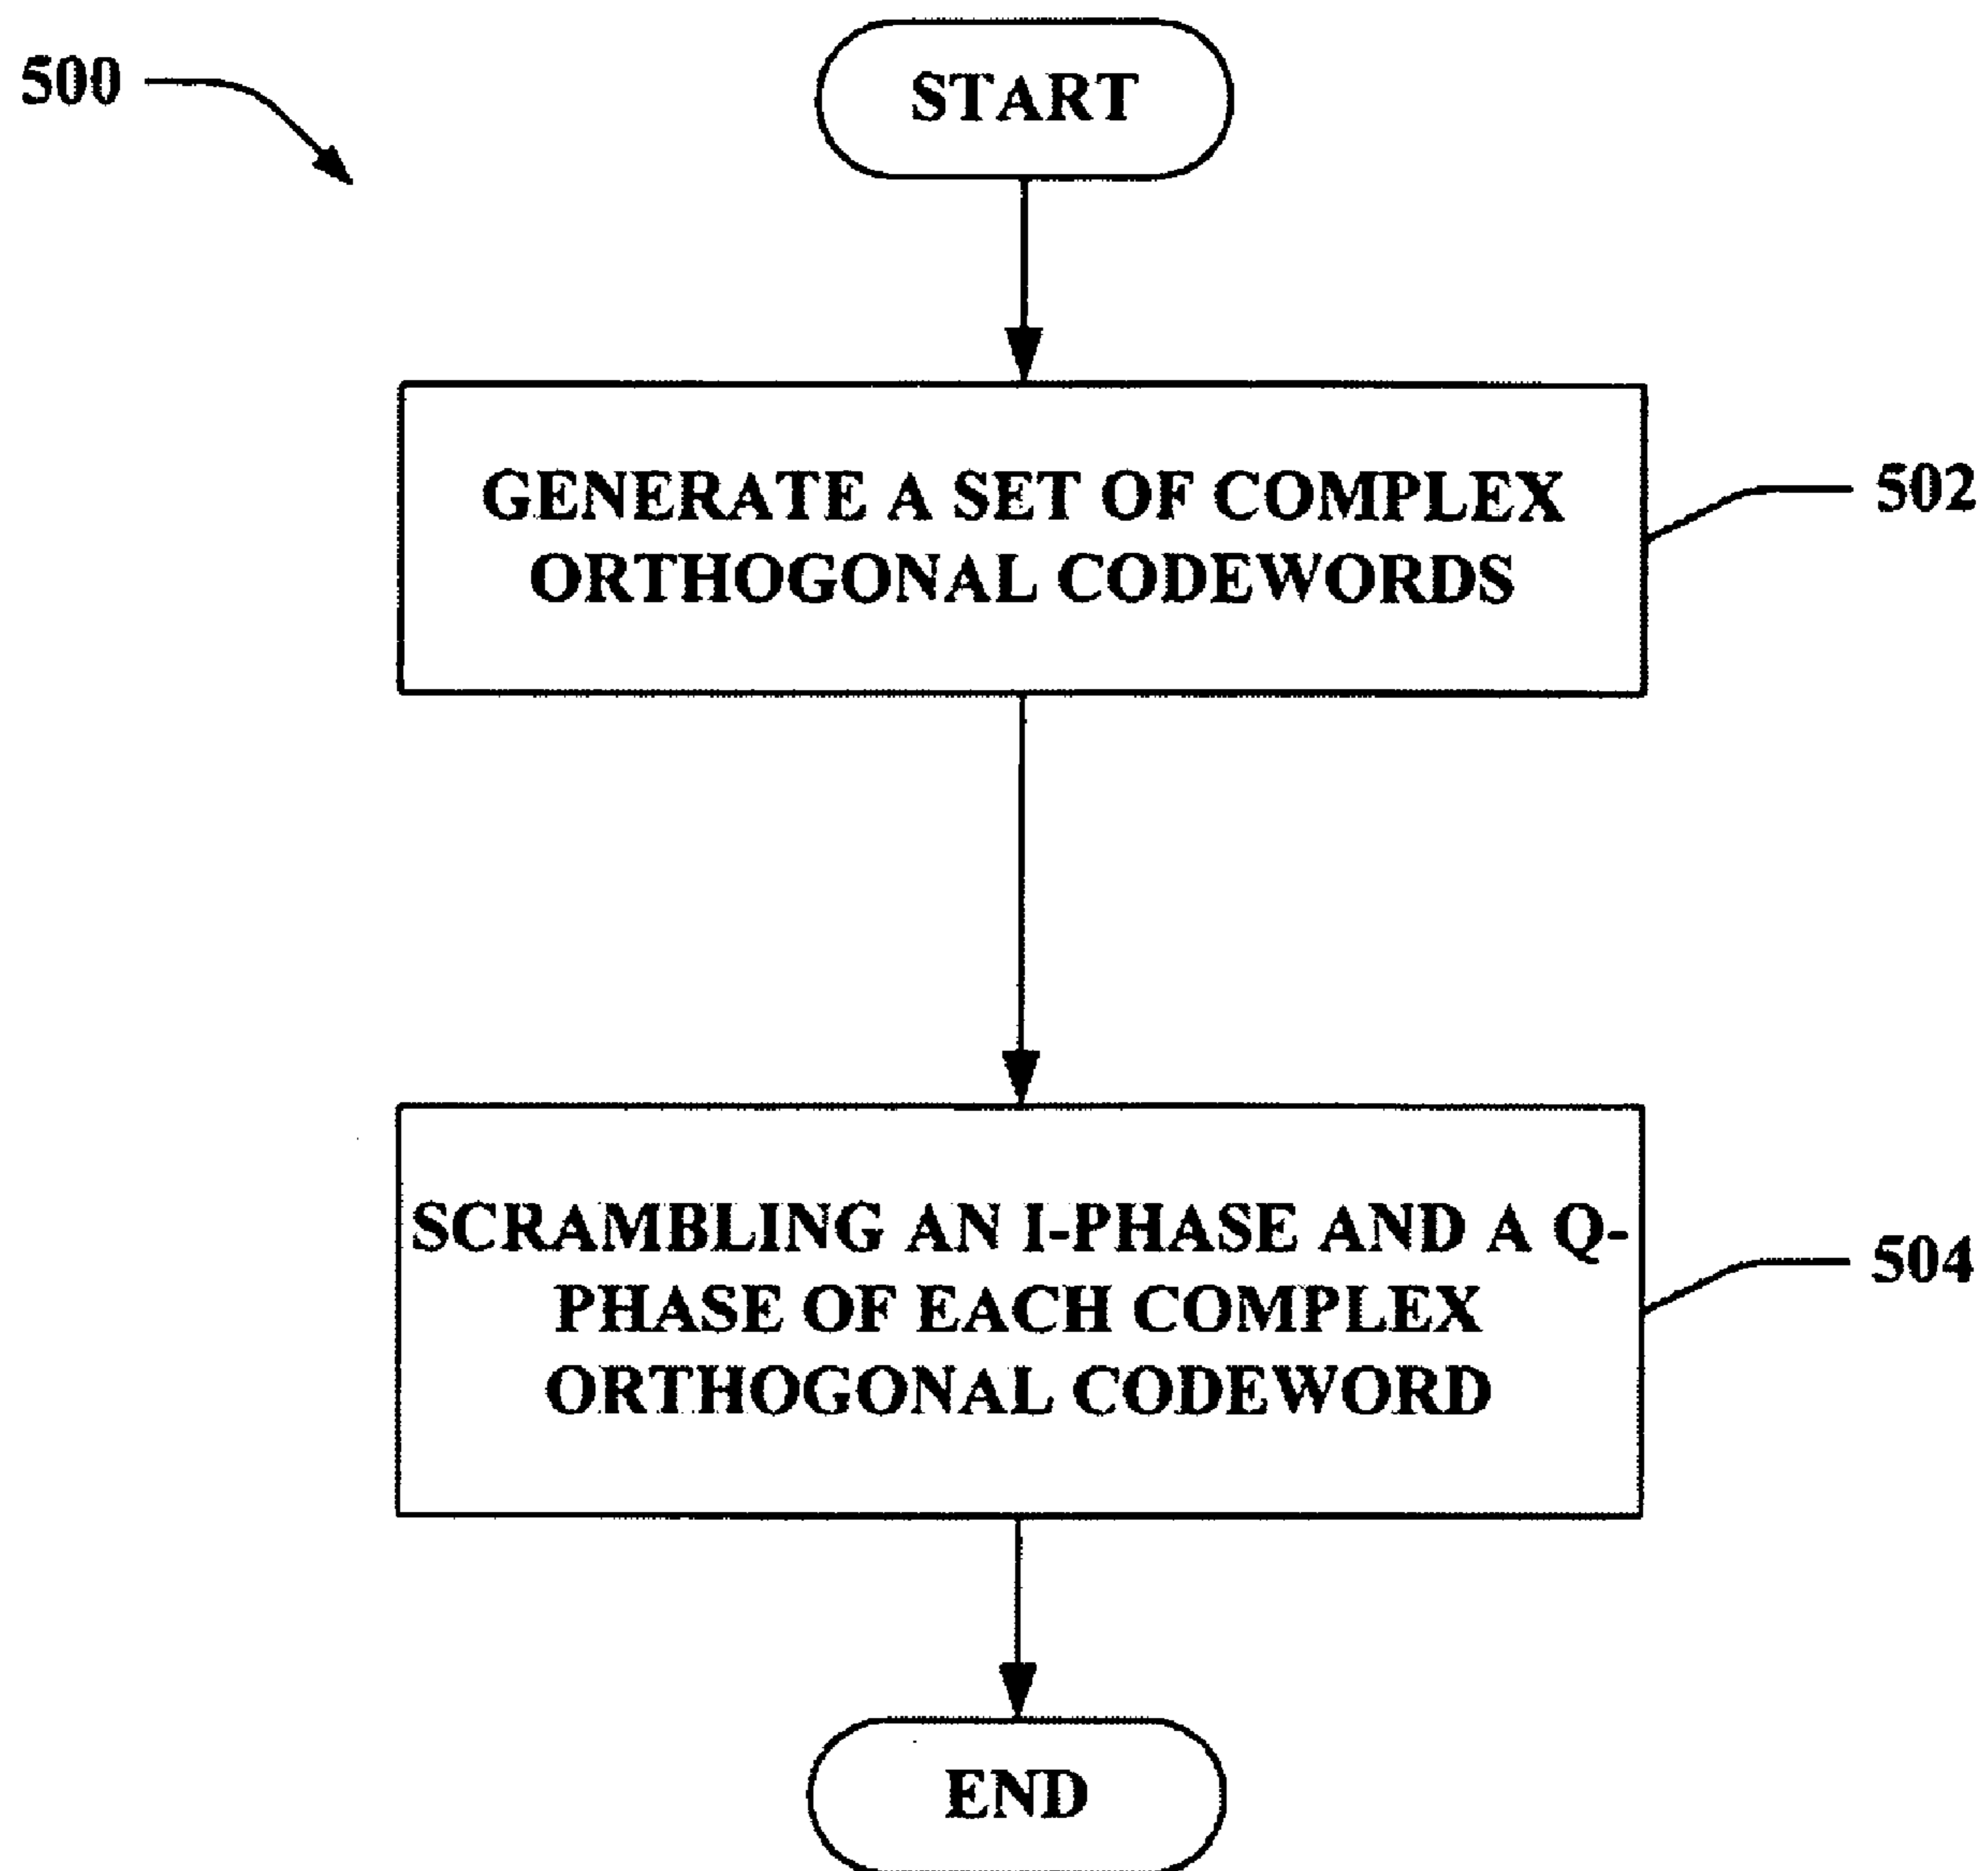 500
START
GENERATE A SET OF COMPLEX
ORTHOGONAL CODEWORDS
502
SCRAMBLING AN I-PHASE AND A Q-
PHASE OF EACH COMPLEX
ORTHOGONAL CODEWORD
504
END